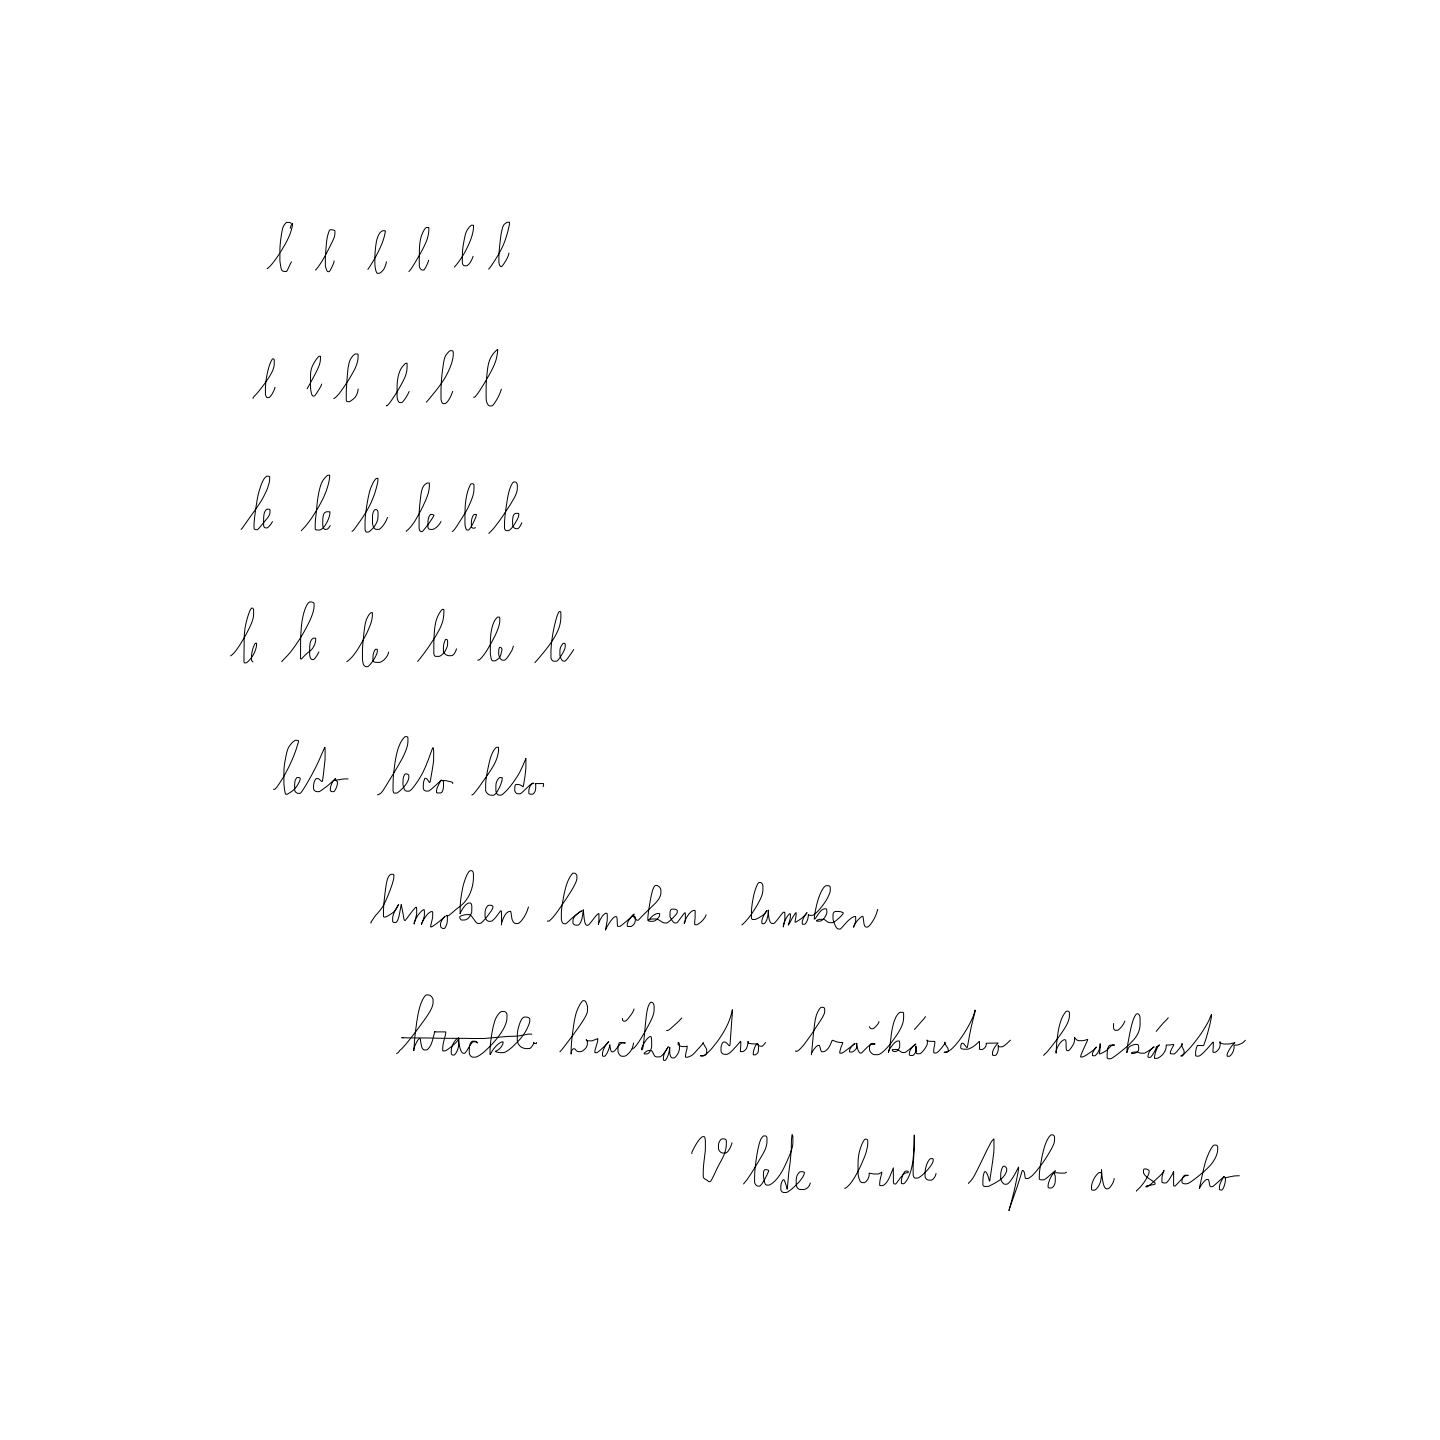 l l l l l l
l l l l l l
le le le le le le
le le le le le le
leto leto leto
lamoken lamoken lamoken
hrackt hračkárstvo hračkárstvo hračkárstvo
V lete bude teplo a sucho